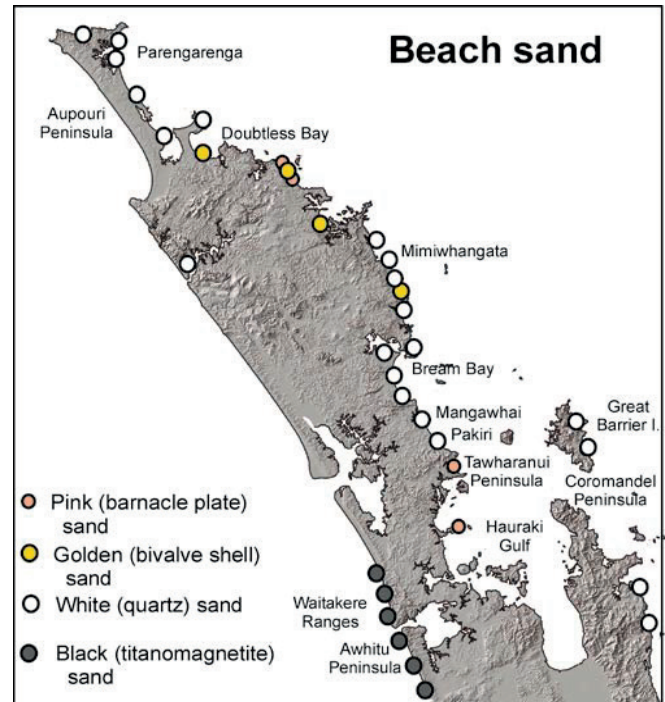 Beach sand
Parengarenga
Aupouri
Peninsula
Doubtless Bay
Mimiwhangata
Bream Bay
Mangawhai
Pakiri
Great
Barrier I.
Tawharanui
Peninsula
Coromandel
Peninsula
Hauraki
Gulf
Waitakere
Ranges
Awhitu
Peninsula
Pink (barnacle plate)
sand
Golden (bivalve shell)
sand
White (quartz) sand
Black (titanomagnetite)
sand